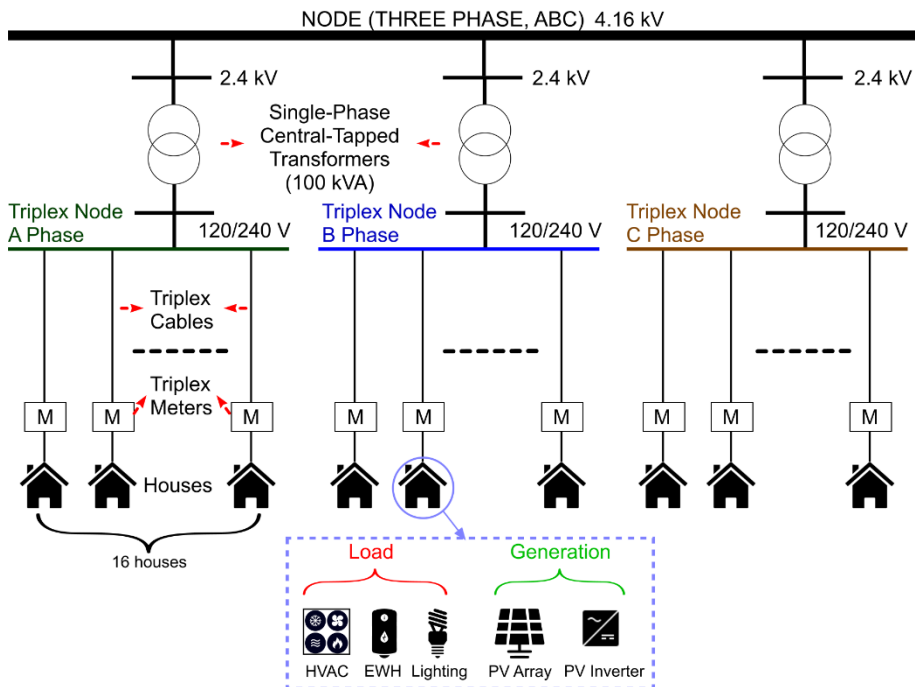 NODE (THREE PHASE, ABC) 4.16 kV
2.4 kV
2.4 kV
2.4 kV
Single-Phase
Central-Tapped
Transformers
(100 kVA)
Triplex Node
A Phase
120/240 V
Triplex Node
B Phase
120/240 V
Triplex Node
C Phase
120/240 V
Triplex
Cables
Triplex
Meters
M
M
M
M
M
M
M
M
M
Houses
16 houses
Load
Generation
HVAC
EWH
Lighting
PV Array
PV Inverter